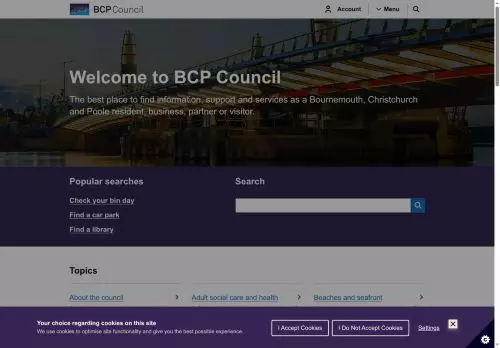 BCP Council
Account
Menu
Welcome to BCP Council
The best place to find information, support and services as a Bournemouth, Christchurch
and Poole resident, business, partner or visitor.
Popular searches
Check your bin day
Find a car park
Find a library
Search
Topics
About the council
Adult social care and health
Beaches and seafront
Your choice regarding cookies on this site
We use cookies to optimise site functionality and give you the best possible experience.
I Accept Cookies
I Do Not Accept Cookies
Settings